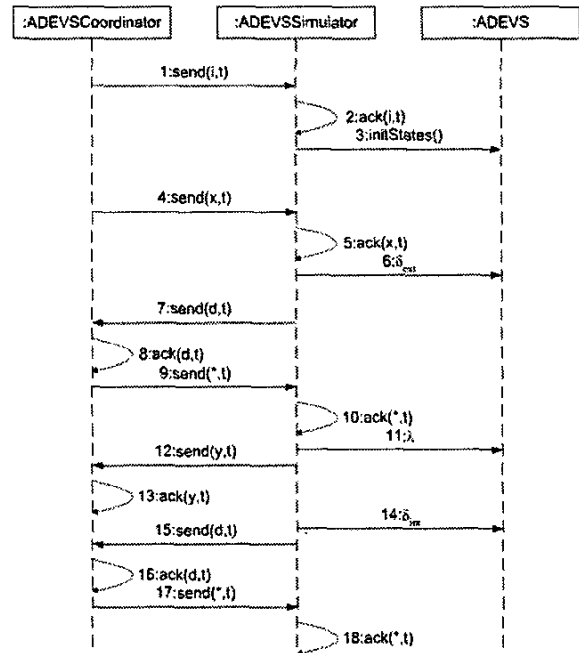 :ADEVSCoordinator :ADEVSSimulator :ADEVS
1:send(i,t)
2:ack(i,t)
3:initStates()
4:send(x,t)
5:ack(x,t)
6:δext
7:send(d,t)
8:ack(d,t)
9:send(*,t)
10:ack(*,t)
11:λ
12:send(y,t)
13:ack(y,t)
14:δint
15:send(d,t)
16:ack(d,t)
17:send(*,t)
18:ack(*,t)